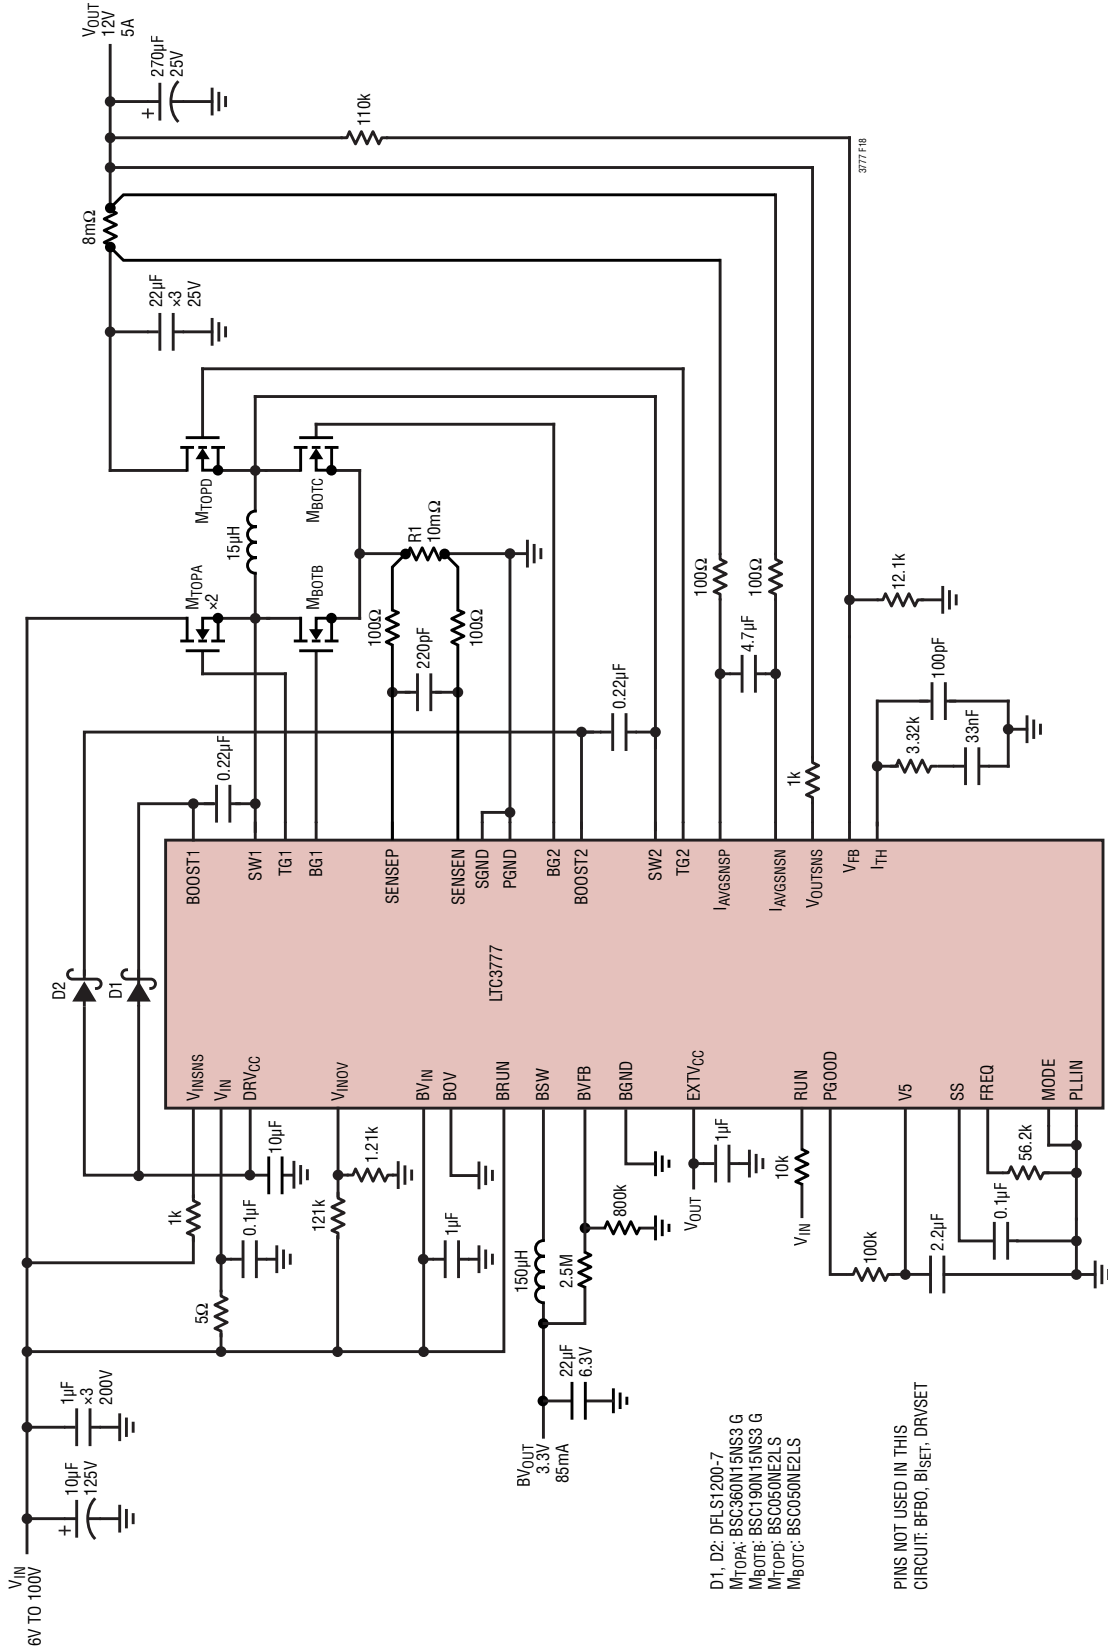 VIN
6V TO 100V
10µF
125V
+
1µF
×3
200V
1k
5Ω
0.1µF
10µF
121k
1.21k
1µF
D2
D1
VINSNS
VIN
DRVCC
VINOV
BVIN
BOV
BRUN
BSW
BVFB
BGND
EXTVCC
RUN
PGOOD
V5
SS
FREQ
MODE
PLLIN
LTC3777
BOOST1
SW1
TG1
BG1
SENSEP
SENSEN
SGND
PGND
BG2
BOOST2
SW2
TG2
IAVGSNSP
IAVGSNSN
VOUTSNS
VFB
ITH
BVOUT
3.3V
85mA
22µF
6.3V
150µH
2.5M
800k
VOUT
1µF
VIN
10k
100k
2.2µF
0.1µF
56.2k
0.22µF
0.22µF
MTOPA
×2
MBOTB
15µH
MTOPD
MBOTC
100Ω
220pF
100Ω
R1
10mΩ
22µF
×3
25V
8mΩ
+
270µF
25V
VOUT
12V
5A
110k
100Ω
100Ω
4.7µF
1k
12.1k
3.32k
33nF
100pF
3777 F18
D1, D2: DFLS1200-7
MTOPA: BSC360N15NS3 G
MBOTB: BSC190N15NS3 G
MTOPD: BSC050NE2LS
MBOTC: BSC050NE2LS
PINS NOT USED IN THIS
CIRCUIT: BFBO, BISET, DRVSET